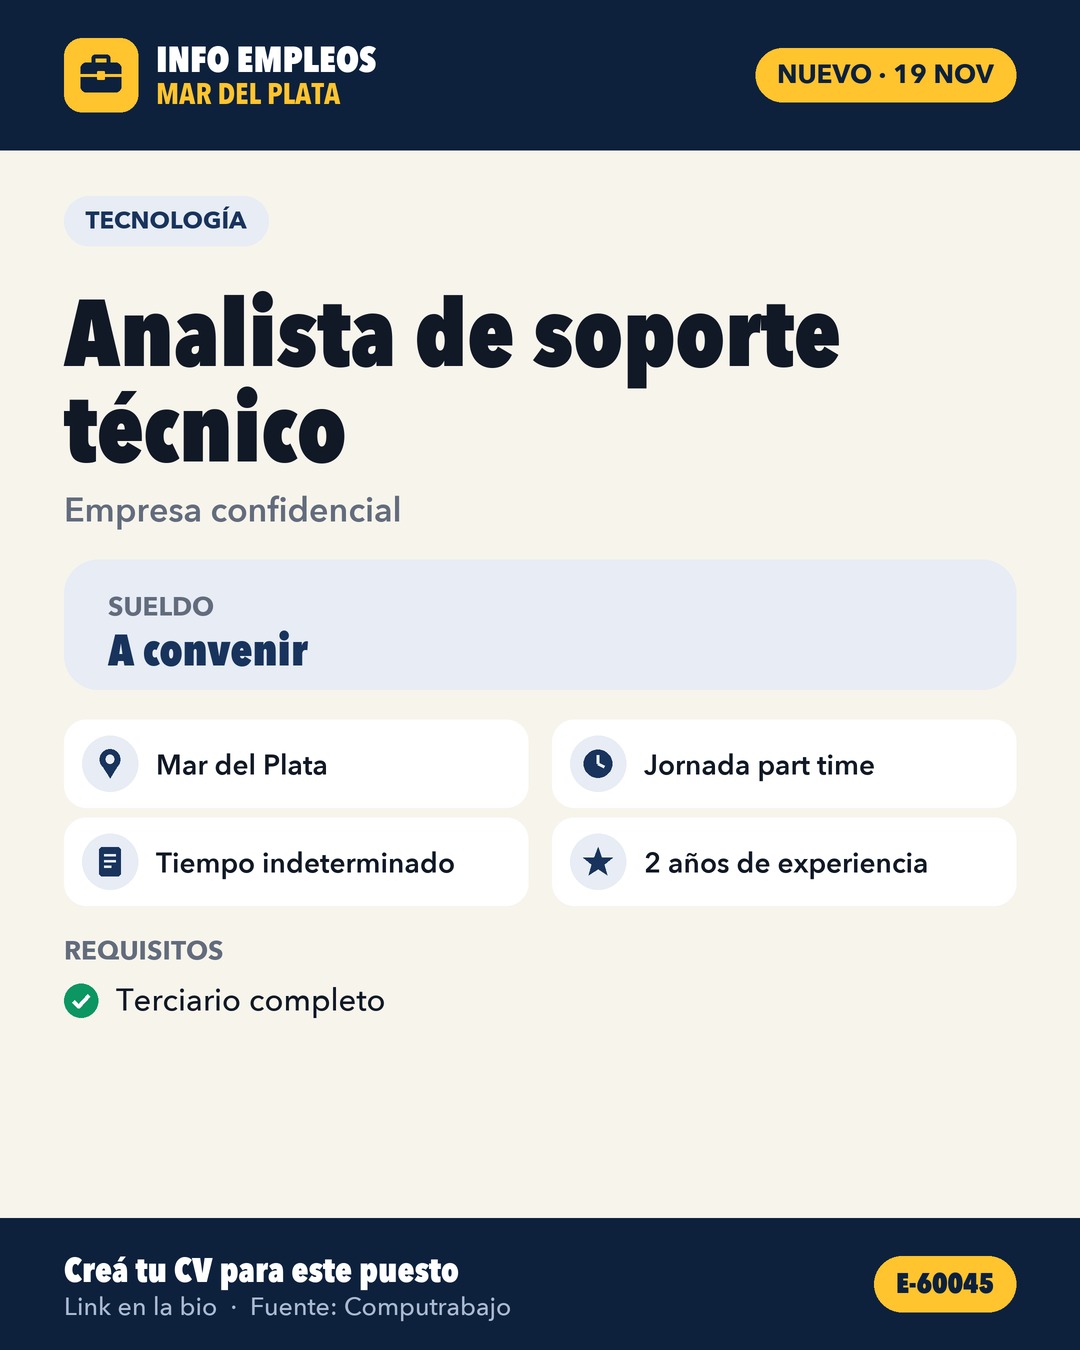 INFO EMPLEOS
MAR DEL PLATA
NUEVO · 19 NOV
TECNOLOGÍA
Analista de soporte
técnico
Empresa confidencial
SUELDO
A convenir
Mar del Plata
Jornada part time
Tiempo indeterminado
2 años de experiencia
REQUISITOS
Terciario completo
Creá tu CV para este puesto
Link en la bio · Fuente: Computrabajo
E-60045